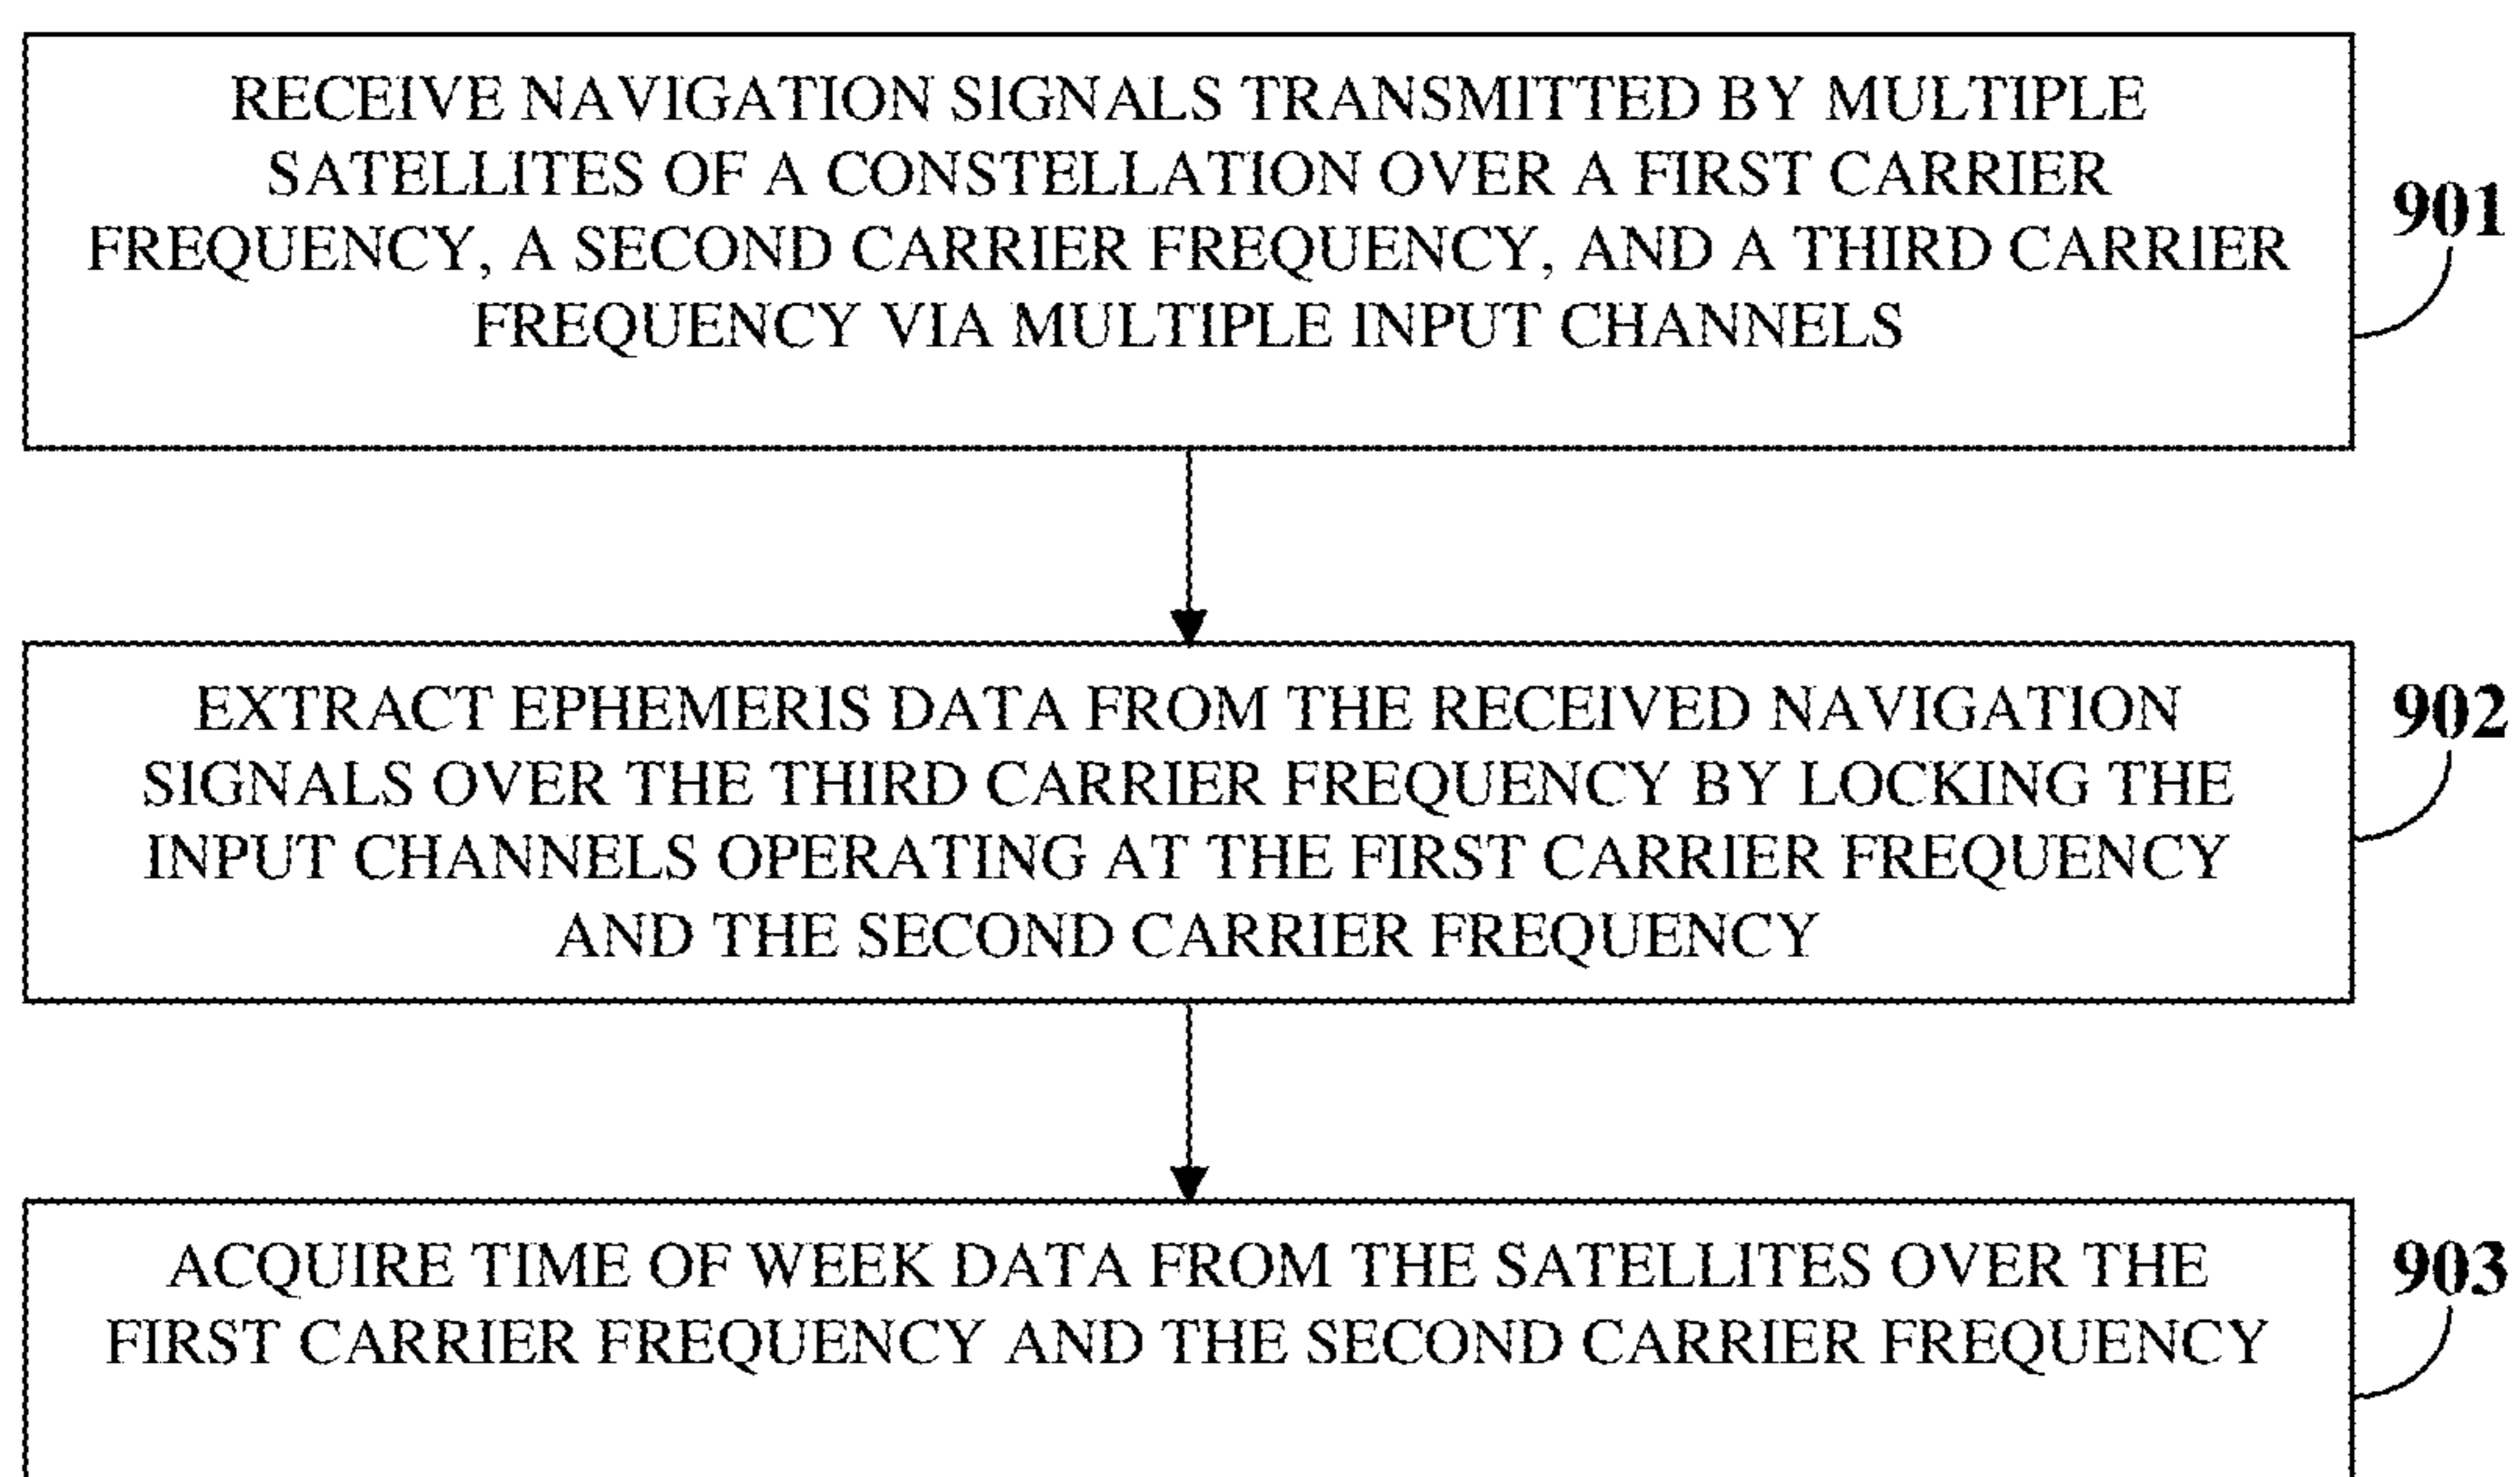 RECEIVE NAVIGATION SIGNALS TRANSMITTED BY MULTIPLE
SATELLITES OF A CONSTELLATION OVER A FIRST CARRIER
FREQUENCY, A SECOND CARRIER FREQUENCY, AND A THIRD CARRIER
FREQUENCY VIA MULTIPLE INPUT CHANNELS
901
EXTRACT EPHEMERIS DATA FROM THE RECEIVED NAVIGATION
SIGNALS OVER THE THIRD CARRIER FREQUENCY BY LOCKING THE
INPUT CHANNELS OPERATING AT THE FIRST CARRIER FREQUENCY
AND THE SECOND CARRIER FREQUENCY
902
ACQUIRE TIME OF WEEK DATA FROM THE SATELLITES OVER THE
FIRST CARRIER FREQUENCY AND THE SECOND CARRIER FREQUENCY
903